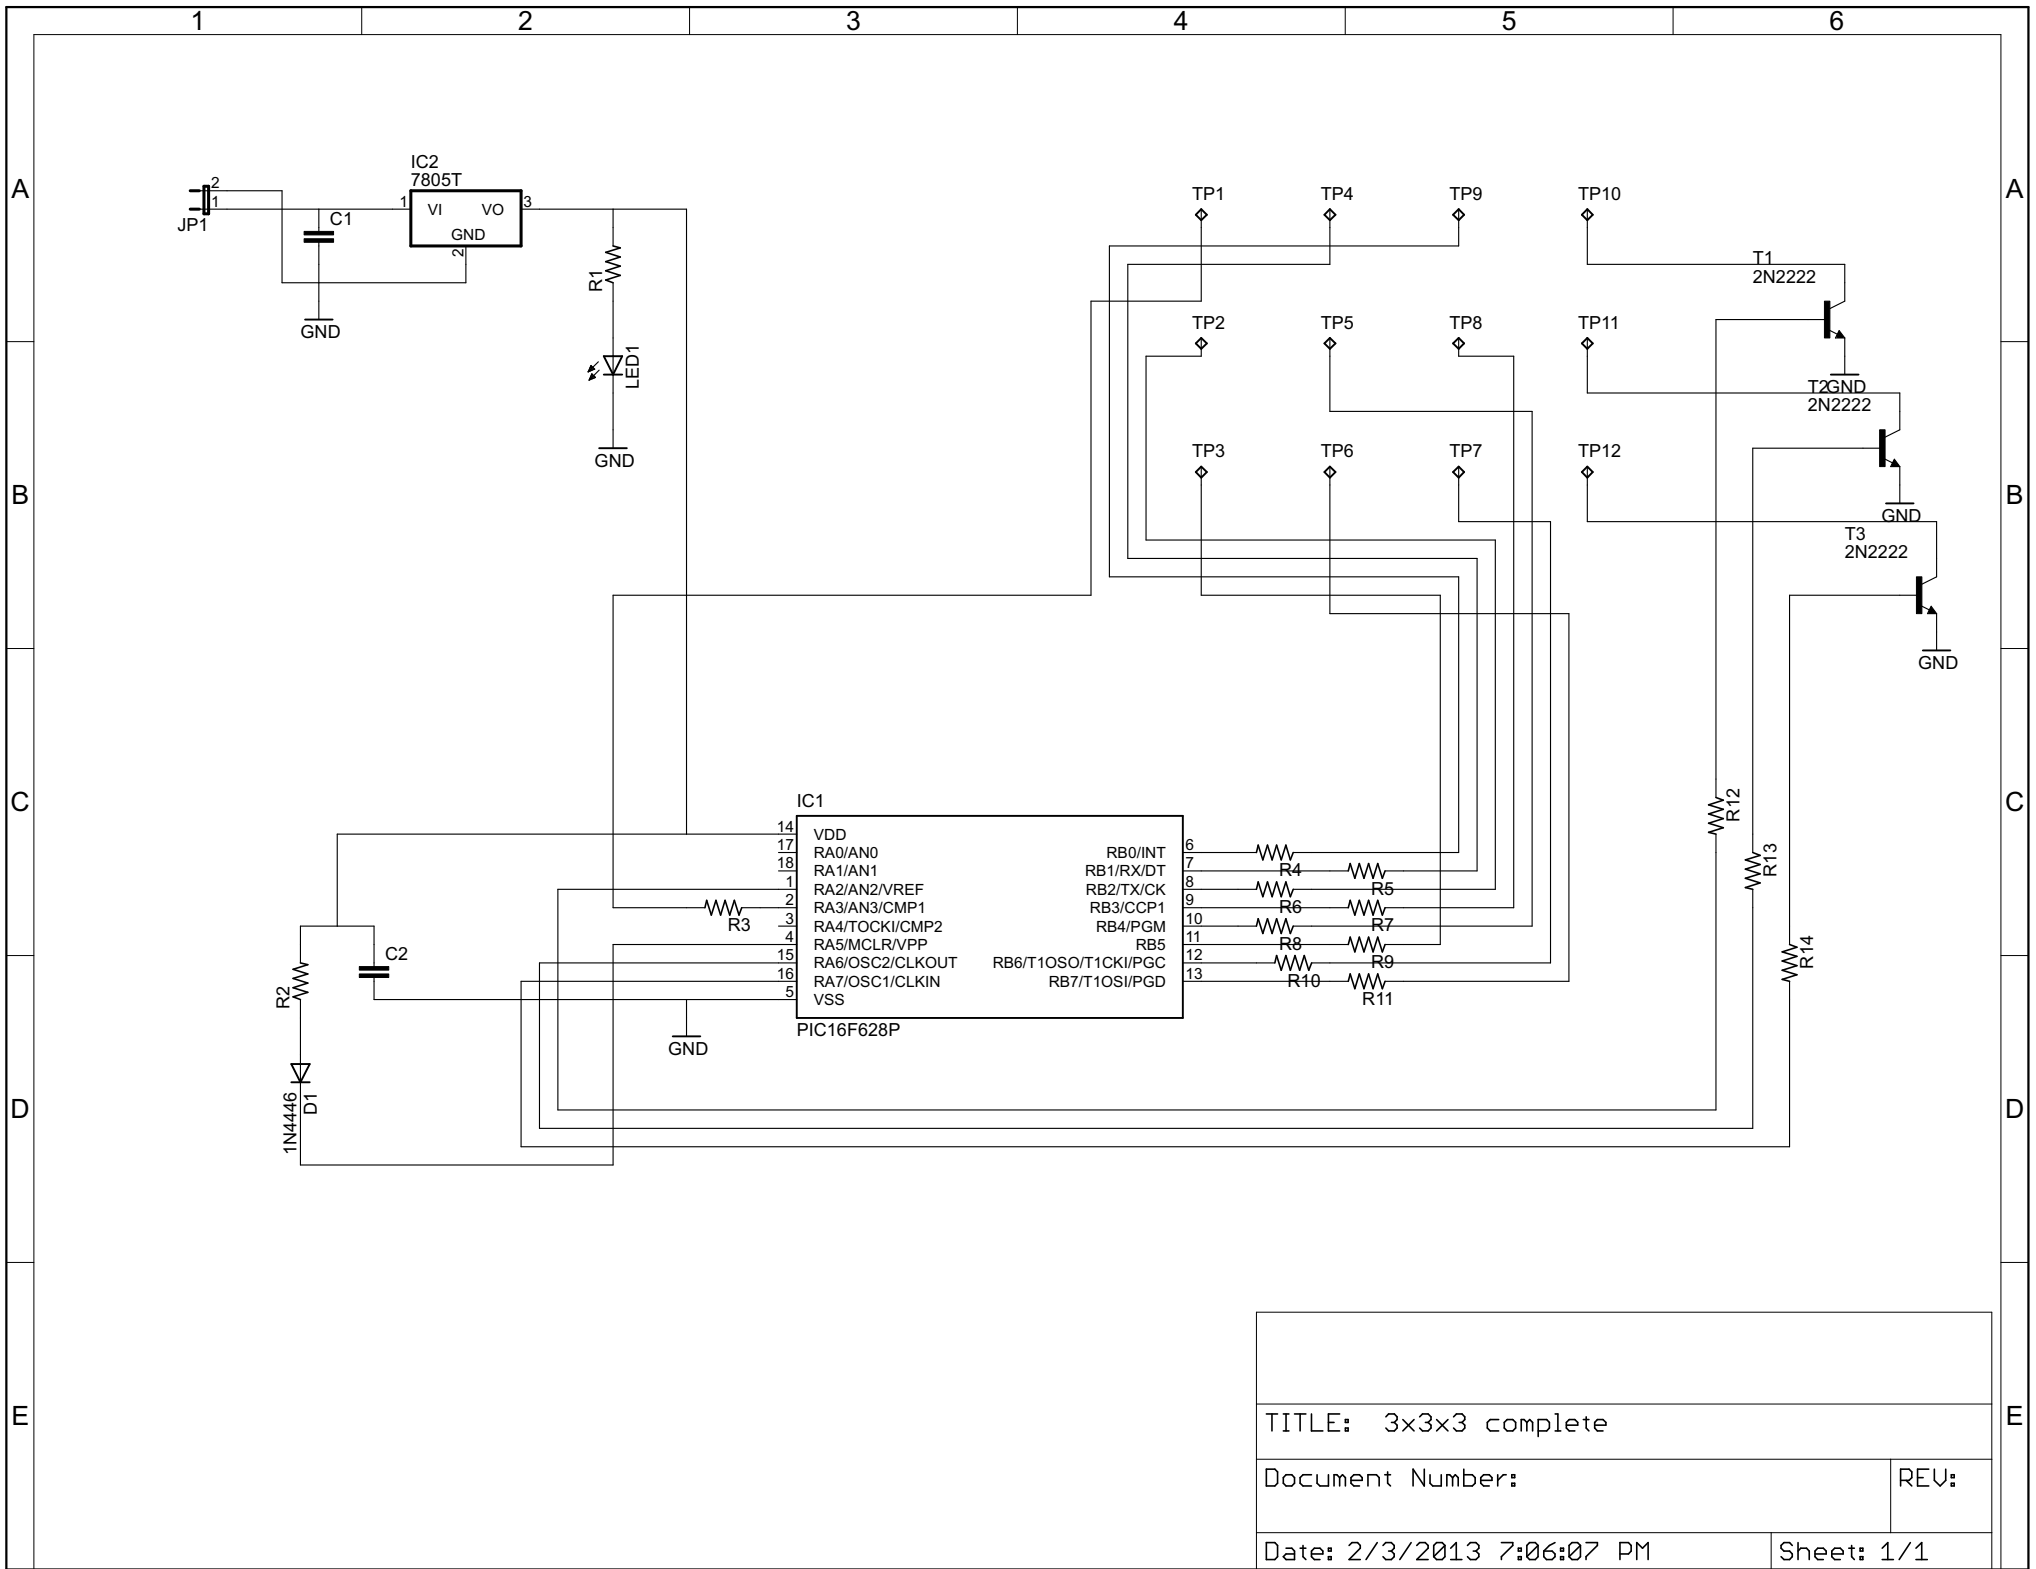 1 2 3 4 5 6
A A
B B
C C
D D
E E
IC2
7805T
2
1
JP1
C1
1 VI VO 3
GND
2
GND
R1
LED1
GND
TP1 TP4 TP9 TP10
TP2 TP5 TP8 TP11
TP3 TP6 TP7 TP12
T1
2N2222
GND
T2
2N2222
GND
T3
2N2222
GND
R12
R13
R14
IC1
14 VDD
17 RA0/AN0
18 RA1/AN1
1 RA2/AN2/VREF
2 RA3/AN3/CMP1
3 RA4/TOCKI/CMP2
4 RA5/MCLR/VPP
15 RA6/OSC2/CLKOUT
16 RA7/OSC1/CLKIN
5 VSS
RB0/INT 6
RB1/RX/DT 7
RB2/TX/CK 8
RB3/CCP1 9
RB4/PGM 10
RB5 11
RB6/T1OSO/T1CKI/PGC 12
RB7/T1OSI/PGD 13
PIC16F628P
R3
R4
R5
R6
R7
R8
R9
R10
R11
C2
R2
GND
1N4446
D1
TITLE: 3x3x3 complete
Document Number:
REV:
Date: 2/3/2013 7:06:07 PM
Sheet: 1/1